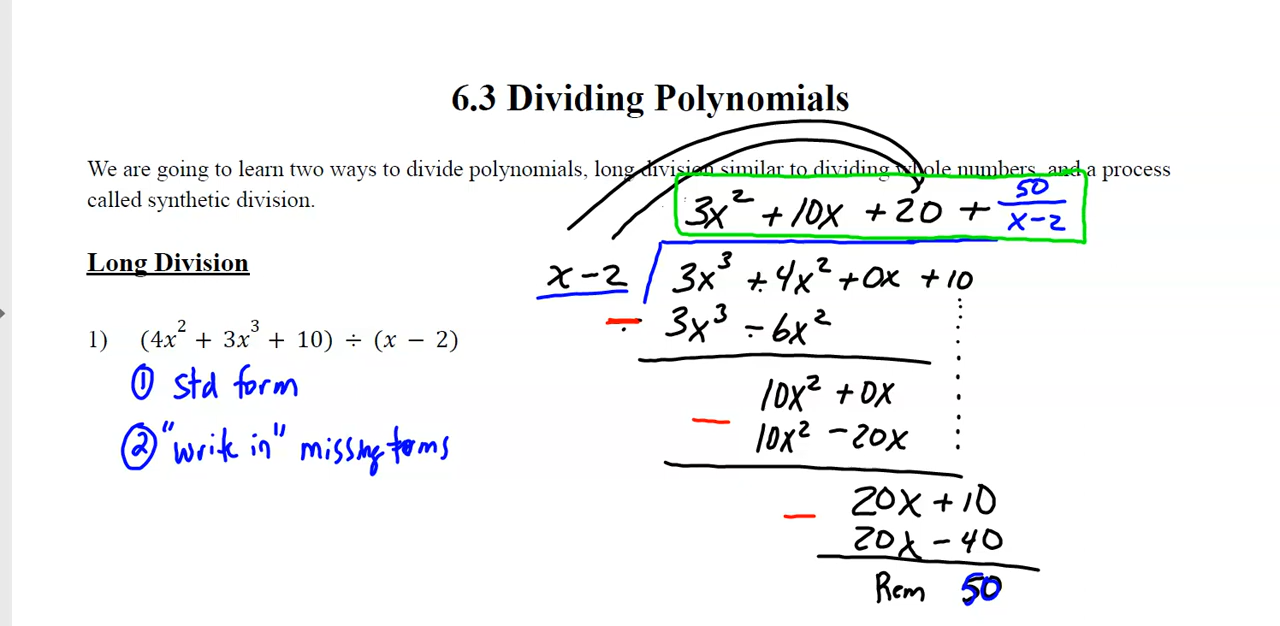 6.3 Dividing Polynomials
We are going to learn two ways to divide polynomials, long division similar to dividing whole numbers, and a process
called synthetic division.
3x² + 10x + 20 + 50/(x-2)
Long Division
x - 2 3x³ + 4x² + 0x + 10
- 3x³ - 6x²
1) (4x² + 3x³ + 10) ÷ (x − 2)
① Std form
10x² + 0x
- 10x² - 20x
② "write in" missing terms
20x + 10
- 20x - 40
Rem 50